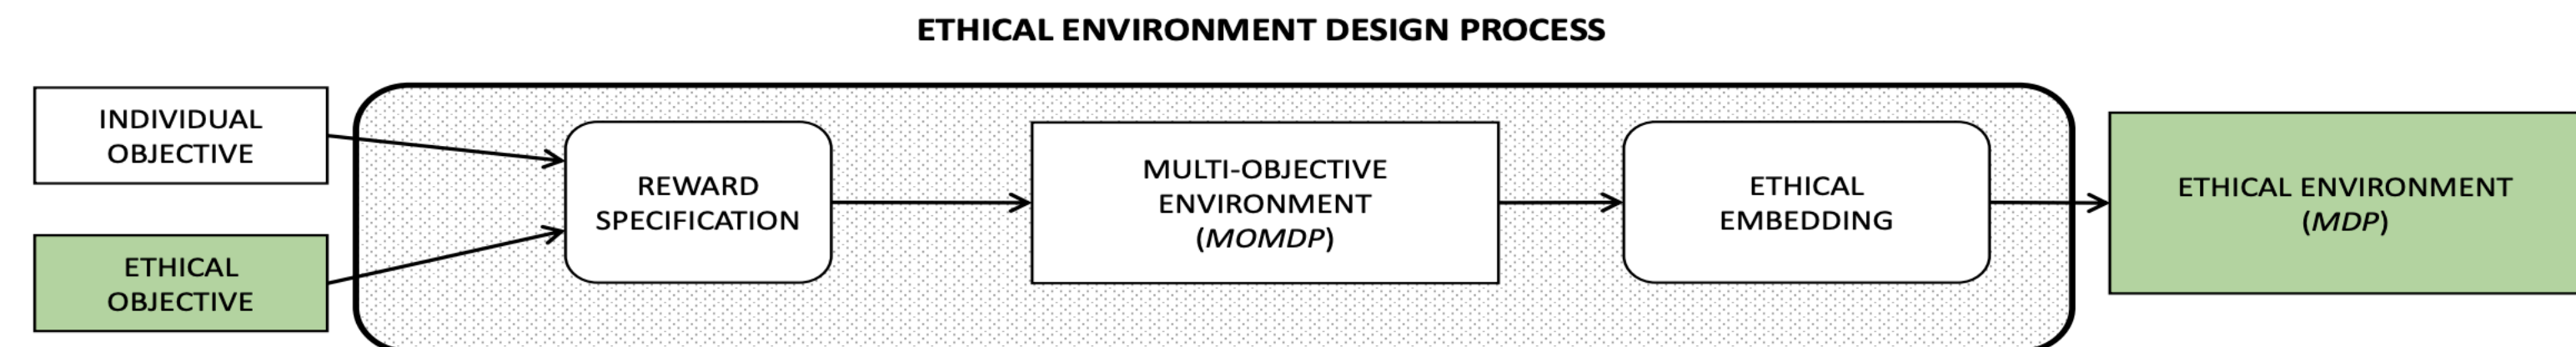 ETHICAL ENVIRONMENT DESIGN PROCESS
INDIVIDUAL
OBJECTIVE
ETHICAL
OBJECTIVE
REWARD
SPECIFICATION
MULTI-OBJECTIVE
ENVIRONMENT
(MOMDP)
ETHICAL
EMBEDDING
ETHICAL ENVIRONMENT
(MDP)